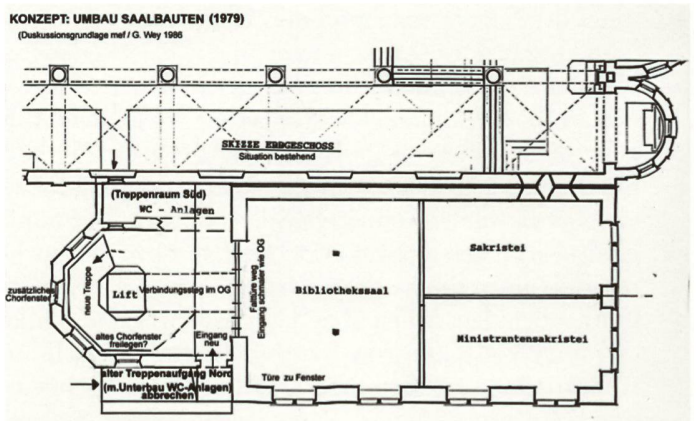 KONZEPT: UMBAU SAALBAUTEN (1979)
(Duskussionsgrundlage mef / G. Wey 1986
SKIZZE ERDGESCHOSS
Situation bestehend
(Treppenraum Süd)
WC - Anlagen
zusätzliches
Chorfenster ?
neue Treppe
Lift
Verbindungssteg im OG
Falttüre weg
Eingang schmaler wie OG
altes Chorfenster
freilegen?
Eingang
neu
Bibliothekssaal
Sakristei
Ministrantensakristei
Türe zu Fenster
alter Treppenaufgang Nord
(m.Unterbau WC-Anlagen)
abbrechen